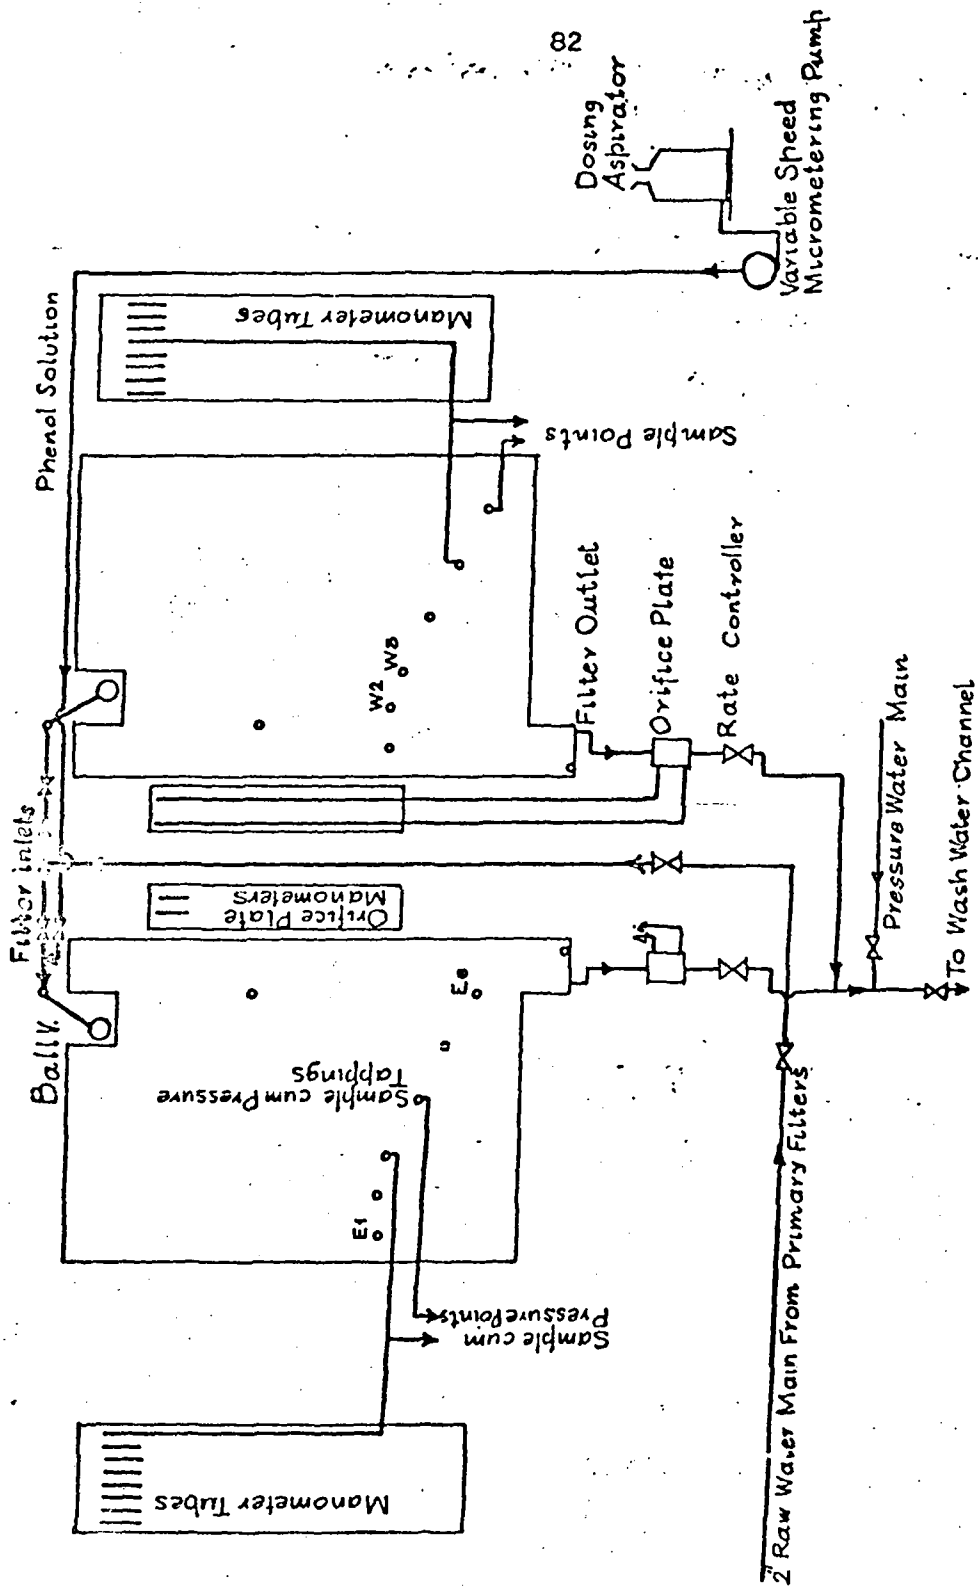 82
Dosing
Aspirator
Variable Speed
Micrometering Pump
Phenol Solution
Manometer Tubes
Sample Points
W2
W3
Filter Outlet
Orifice Plate
Rate Controller
Pressure Water Main
To Wash Water Channel
Filter inlets
Orifice Plate
Manometers
Ball V.
E6
Sample cum Pressure
Tappings
E1
Sample cum
Pressure Points
Manometer Tubes
2" Raw Water Main From Primary Filters